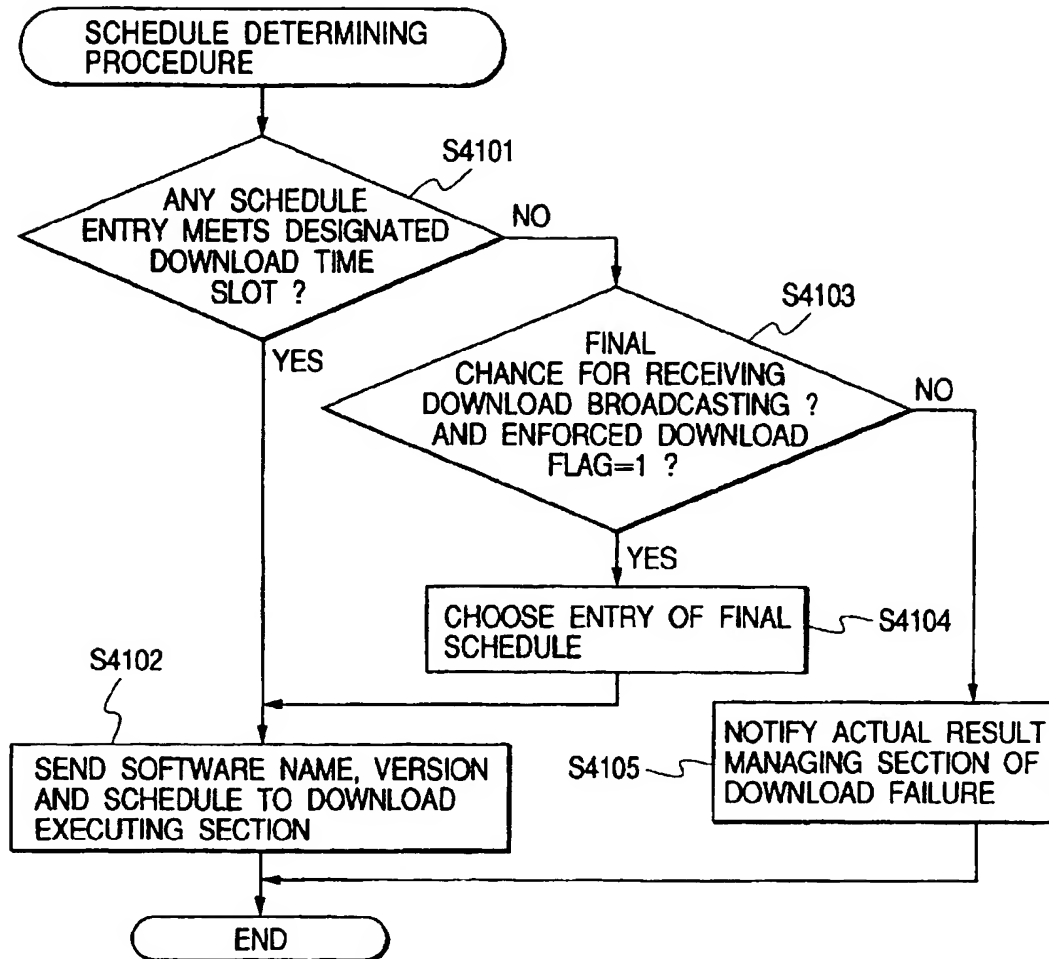 SCHEDULE DETERMINING
PROCEDURE
S4101
ANY SCHEDULE
ENTRY MEETS DESIGNATED
DOWNLOAD TIME
SLOT ?
NO
YES
S4103
FINAL
CHANCE FOR RECEIVING
DOWNLOAD BROADCASTING ?
AND ENFORCED DOWNLOAD
FLAG=1 ?
NO
YES
CHOOSE ENTRY OF FINAL
SCHEDULE
S4104
S4102
SEND SOFTWARE NAME, VERSION
AND SCHEDULE TO DOWNLOAD
EXECUTING SECTION
S4105
NOTIFY ACTUAL RESULT
MANAGING SECTION OF
DOWNLOAD FAILURE
END